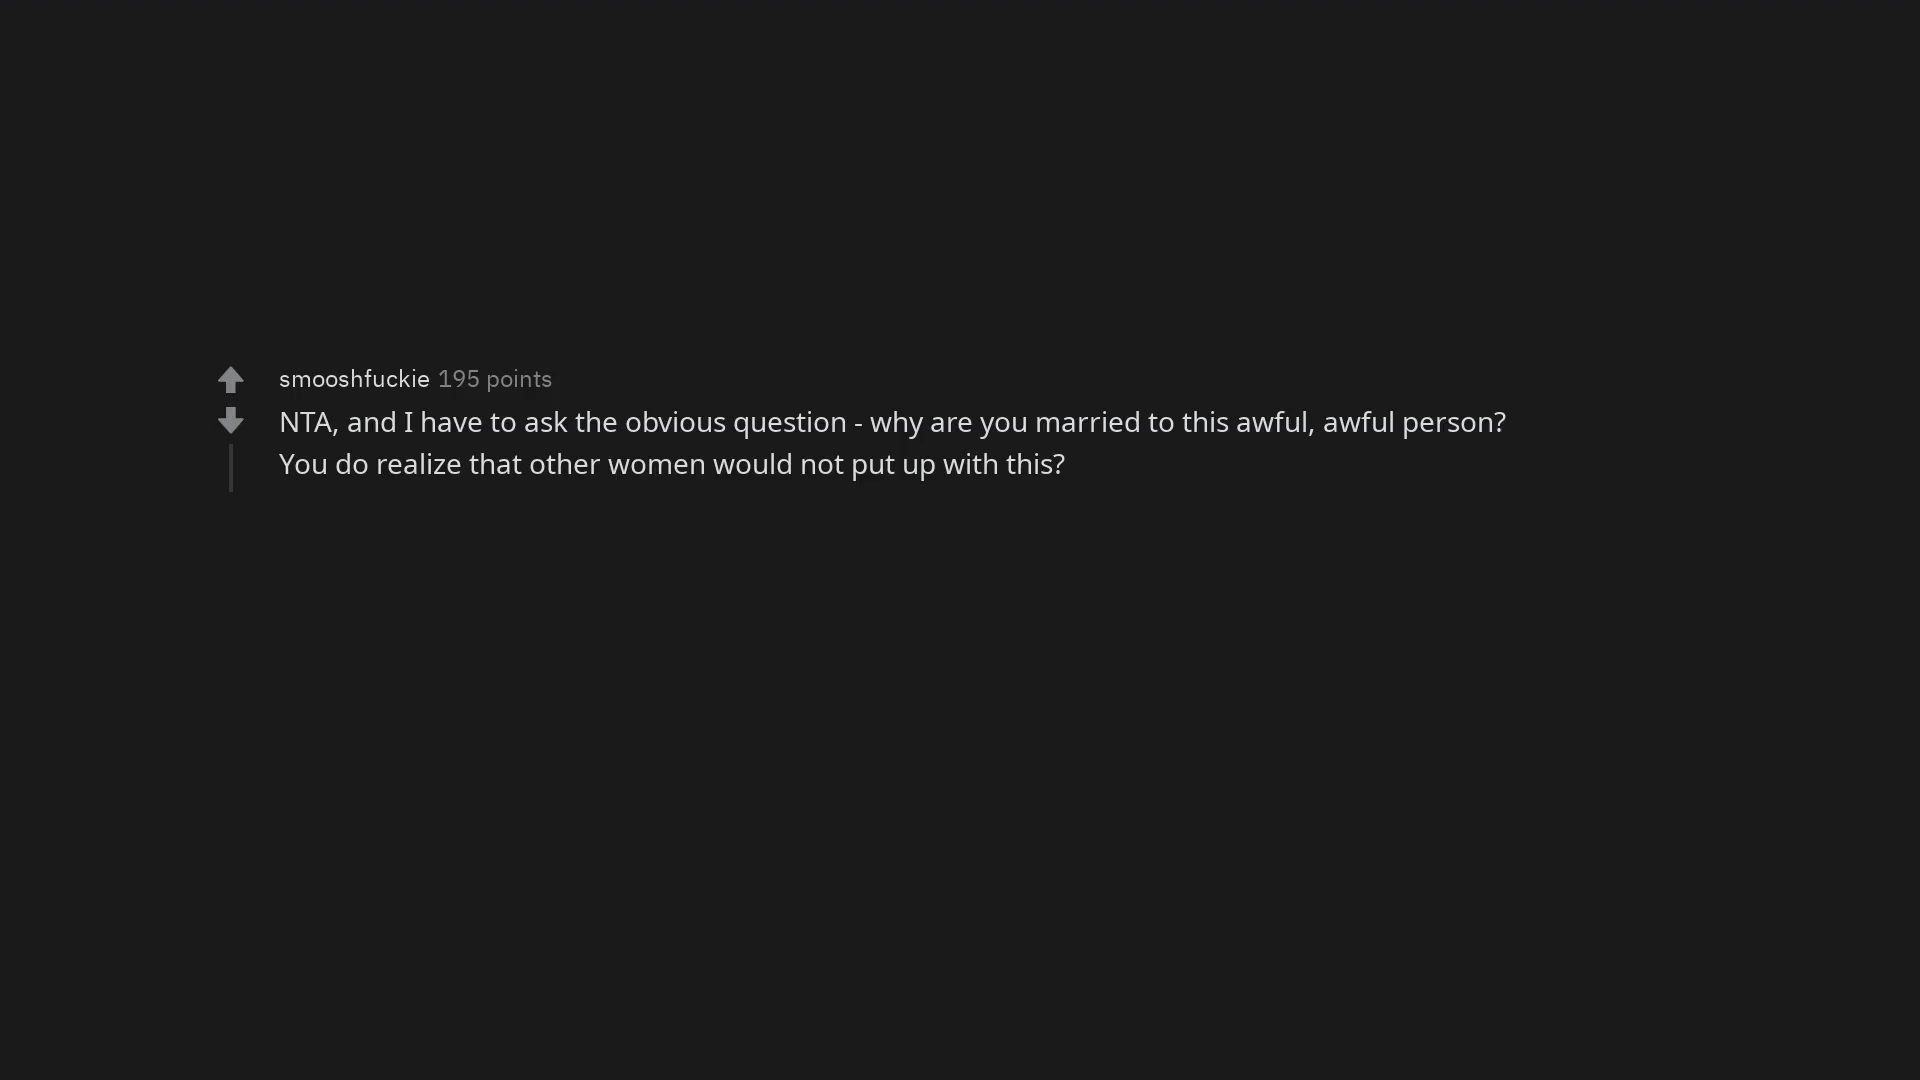 smooshfuckie 195 points
NTA, and I have to ask the obvious question - why are you married to this awful, awful person?
You do realize that other women would not put up with this?